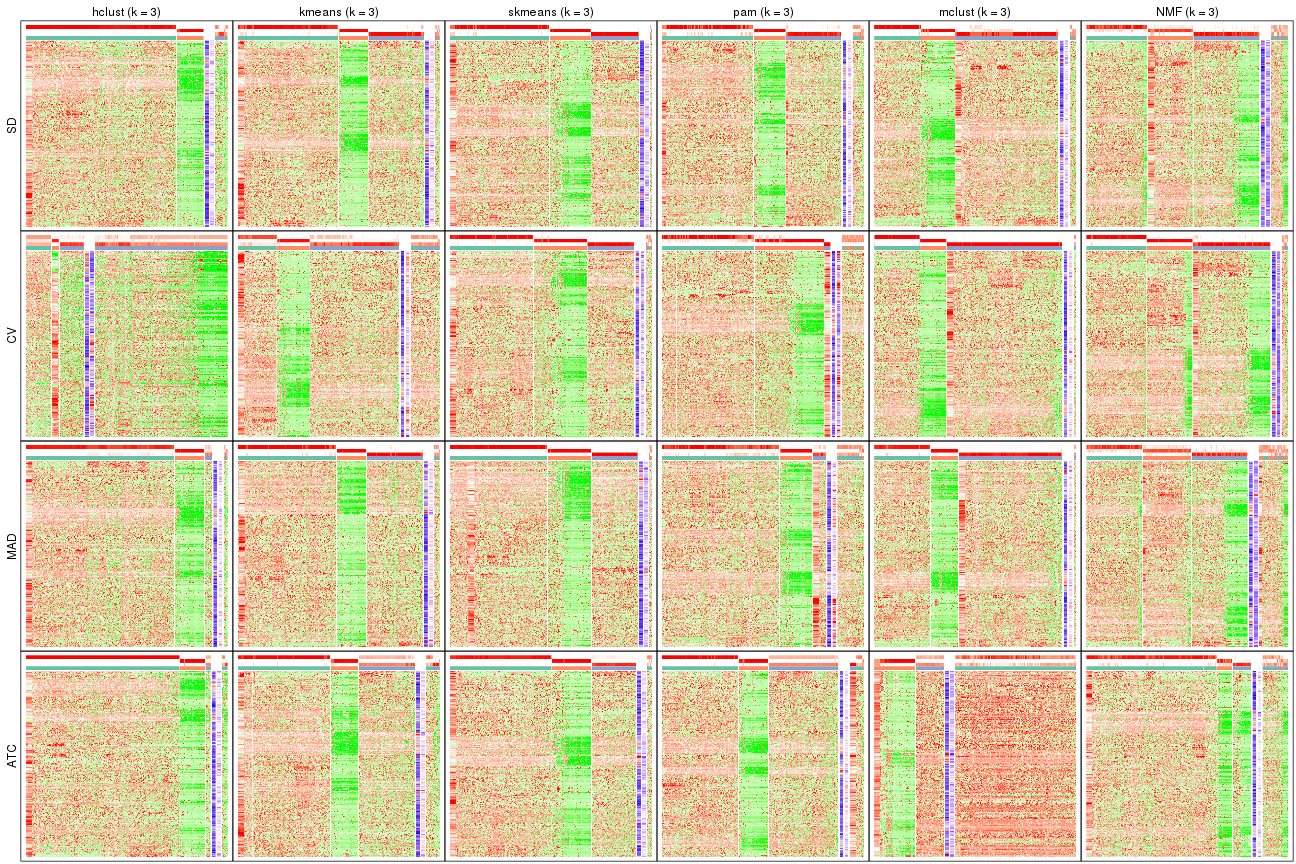 hclust (k = 3)
kmeans (k = 3)
skmeans (k = 3)
pam (k = 3)
mclust (k = 3)
NMF (k = 3)
SD
CV
MAD
ATC